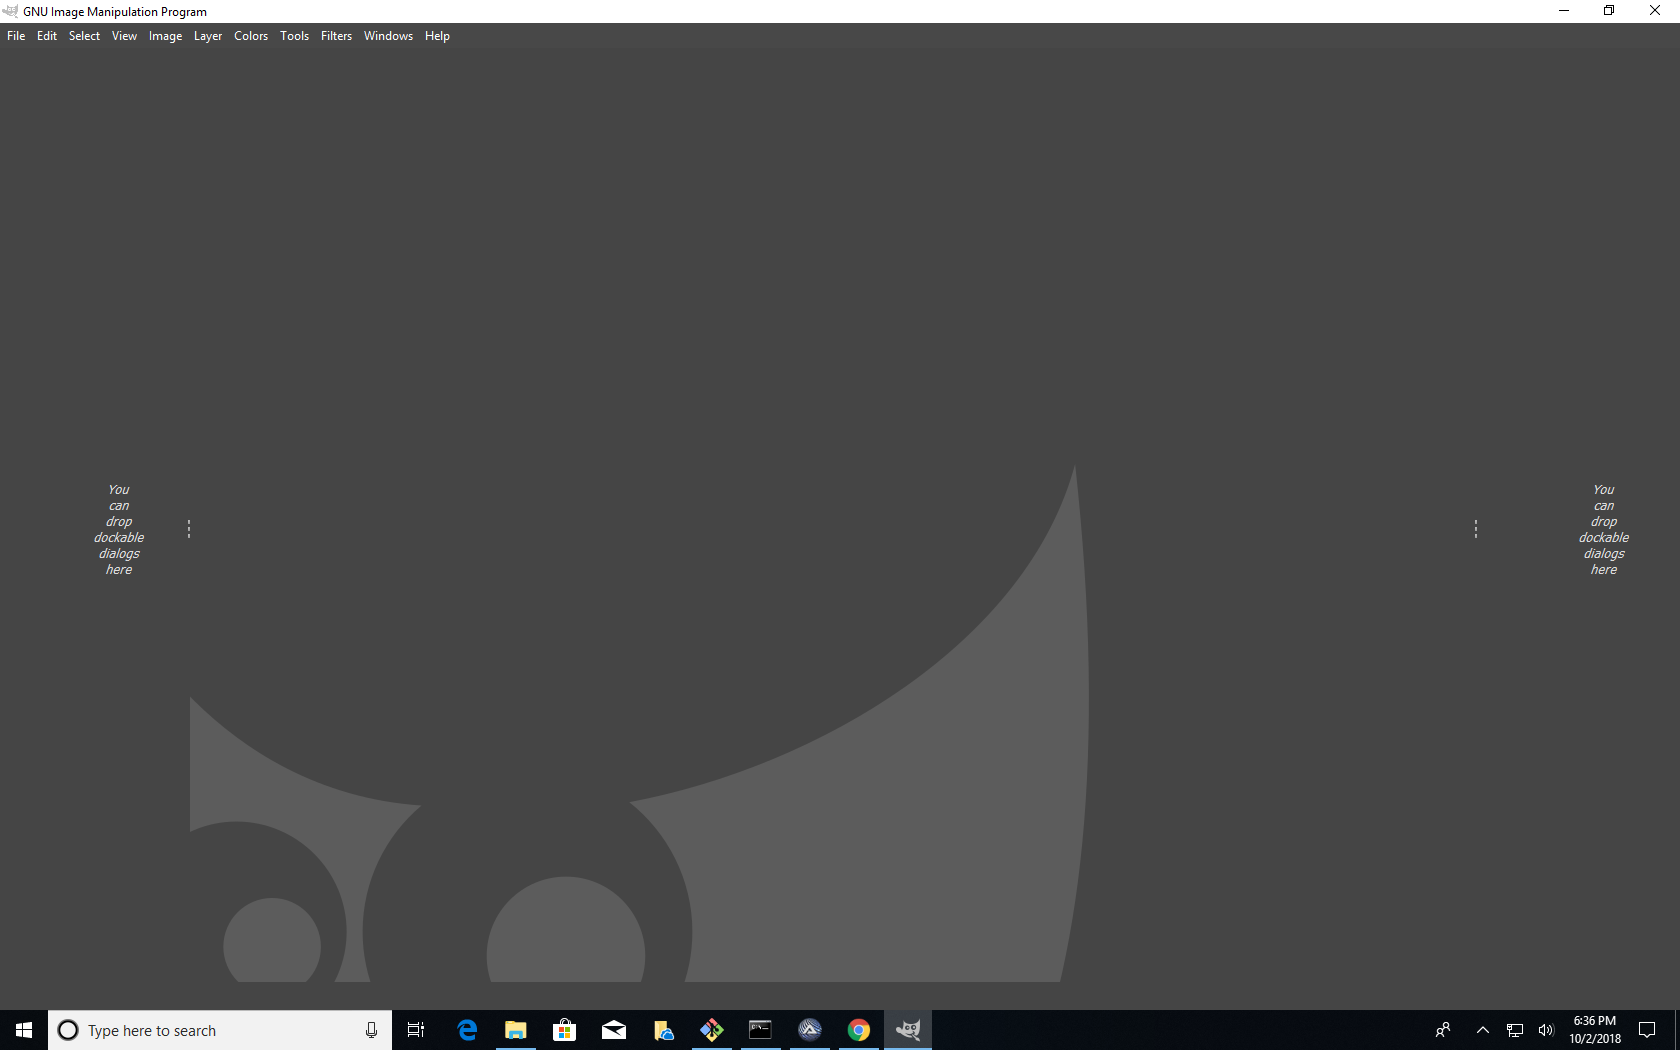 GNU Image Manipulation Program
File Edit Select View Image Layer Colors Tools Filters Windows Help
You
can
drop
dockable
dialogs
here
You
can
drop
dockable
dialogs
here
Type here to search
6:36 PM
10/2/2018